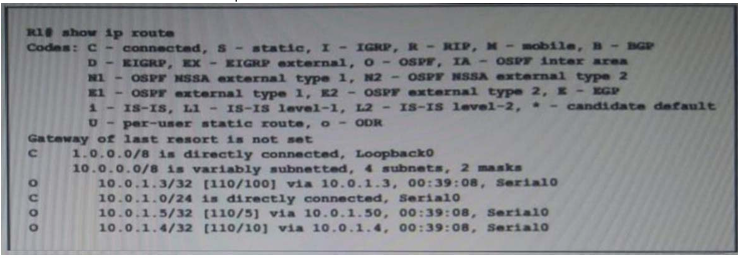 R1# show ip route
Codes: C - connected, S - static, I - IGRP, R - RIP, M - mobile, B - BGP
D - EIGRP, EX - EIGRP external, O - OSPF, IA - OSPF inter area
N1 - OSPF NSSA external type 1, N2 - OSPF NSSA external type 2
E1 - OSPF external type 1, E2 - OSPF external type 2, E - EGP
i - IS-IS, L1 - IS-IS level-1, L2 - IS-IS level-2, * - candidate default
U - per-user static route, o - ODR
Gateway of last resort is not set
C 1.0.0.0/8 is directly connected, Loopback0
10.0.0.0/8 is variably subnetted, 4 subnets, 2 masks
O 10.0.1.3/32 [110/100] via 10.0.1.3, 00:39:08, Serial0
C 10.0.1.0/24 is directly connected, Serial0
O 10.0.1.5/32 [110/5] via 10.0.1.50, 00:39:08, Serial0
O 10.0.1.4/32 [110/10] via 10.0.1.4, 00:39:08, Serial0